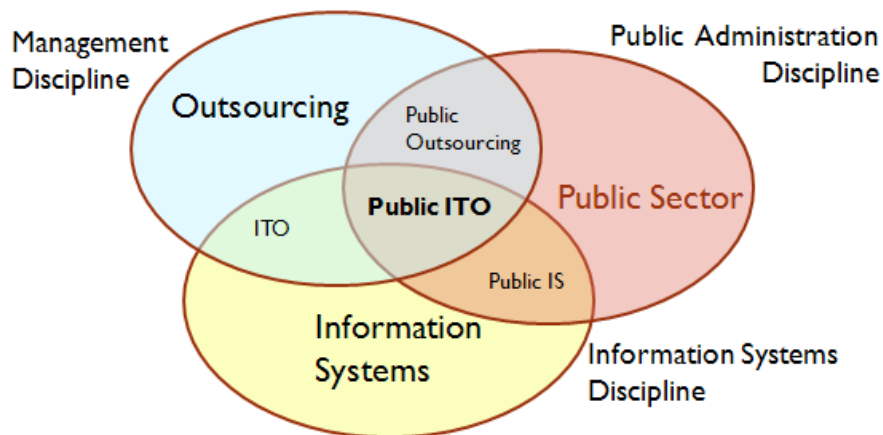 Management
Discipline
Public Administration
Discipline
Outsourcing
Public
Outsourcing
Public Sector
Public ITO
ITO
Public IS
Information
Systems
Information Systems
Discipline